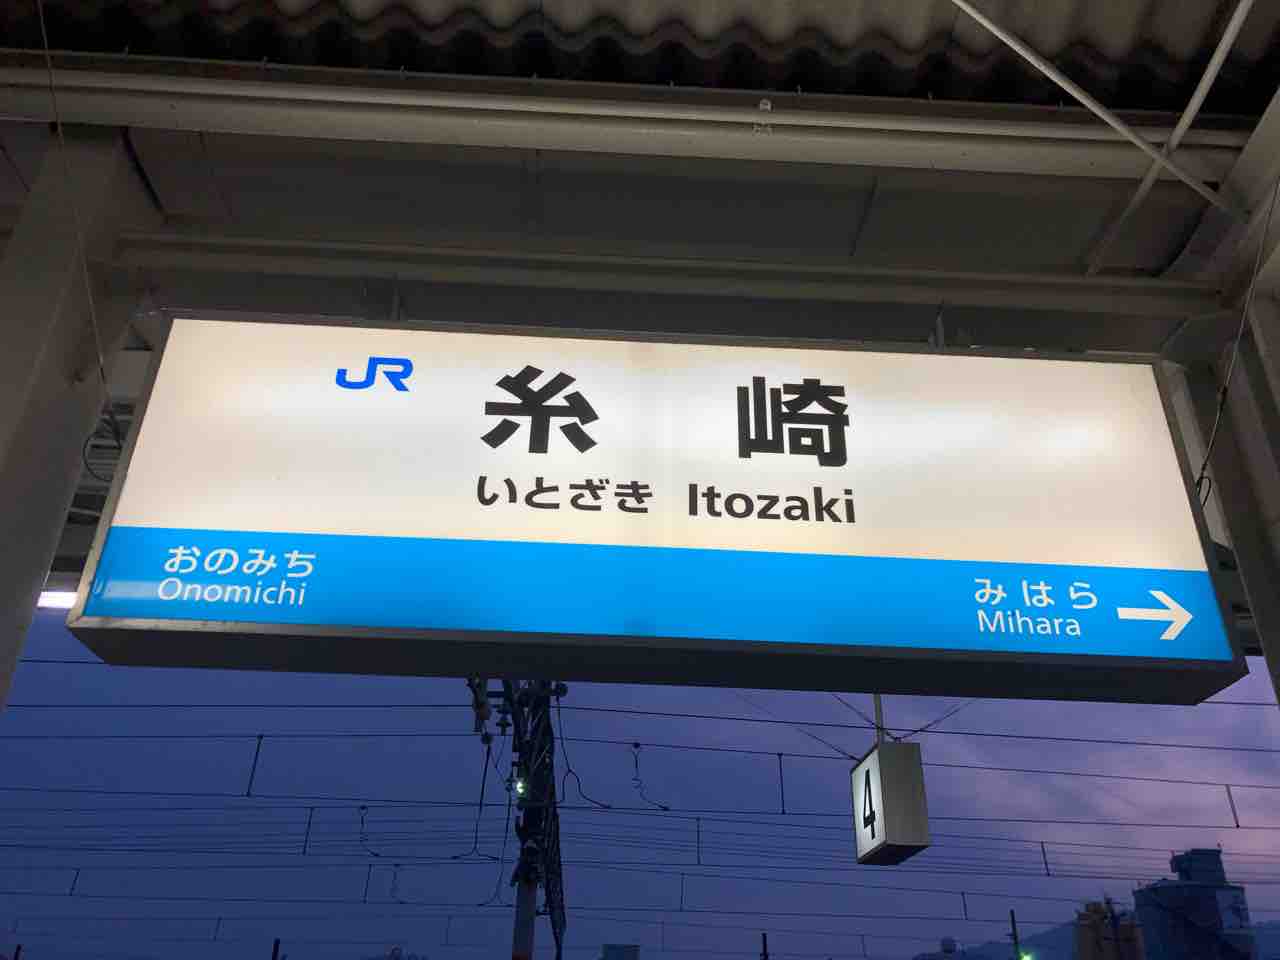 JR 糸崎
いとざき Itozaki
おのみち
Onomichi
みはら
Mihara
4